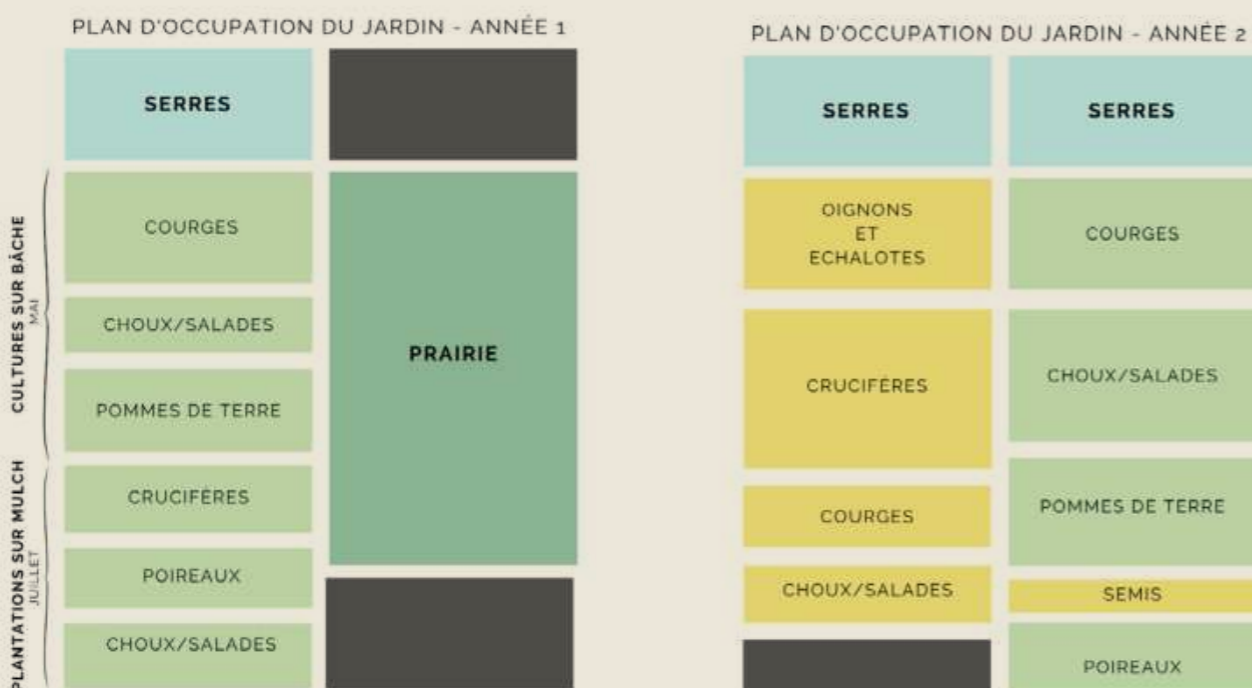 PLAN D'OCCUPATION DU JARDIN - ANNÉE 1
SERRES
CULTURES SUR BÂCHE
MAI
COURGES
CHOUX/SALADES
POMMES DE TERRE
PRAIRIE
PLANTATIONS SUR MULCH
JUILLET
CRUCIFÈRES
POIREAUX
CHOUX/SALADES
PLAN D'OCCUPATION DU JARDIN - ANNÉE 2
SERRES
OIGNONS
ET
ECHALOTES
CRUCIFÈRES
COURGES
CHOUX/SALADES
SERRES
COURGES
CHOUX/SALADES
POMMES DE TERRE
SEMIS
POIREAUX